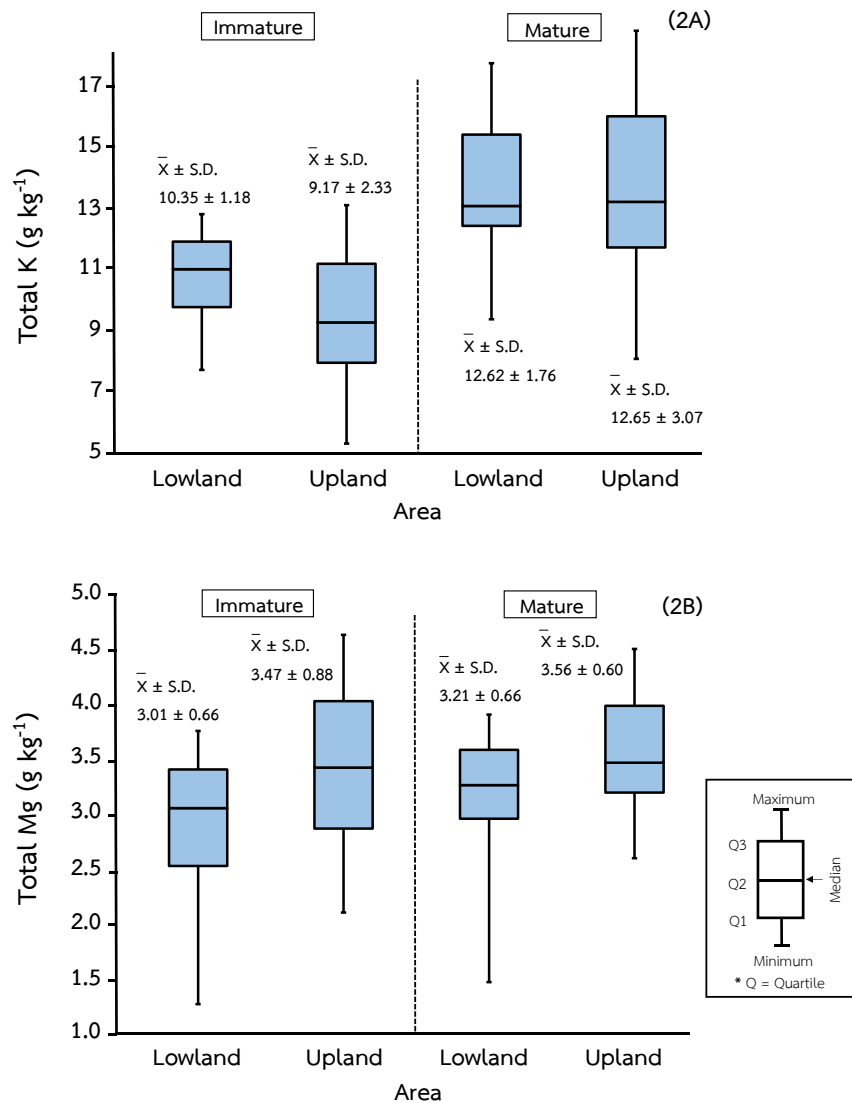 Immature
Mature
(2A)
17
15
13
11
9
7
5
Total K (g kg⁻¹)
X̄ ± S.D.
10.35 ± 1.18
X̄ ± S.D.
9.17 ± 2.33
X̄ ± S.D.
12.62 ± 1.76
X̄ ± S.D.
12.65 ± 3.07
Lowland
Upland
Lowland
Upland
Area
Immature
Mature
(2B)
5.0
4.5
4.0
3.5
3.0
2.5
2.0
1.5
1.0
Total Mg (g kg⁻¹)
X̄ ± S.D.
3.01 ± 0.66
X̄ ± S.D.
3.47 ± 0.88
X̄ ± S.D.
3.21 ± 0.66
X̄ ± S.D.
3.56 ± 0.60
Lowland
Upland
Lowland
Upland
Area
Maximum
Q3
Q2
Q1
Median
Minimum
* Q = Quartile